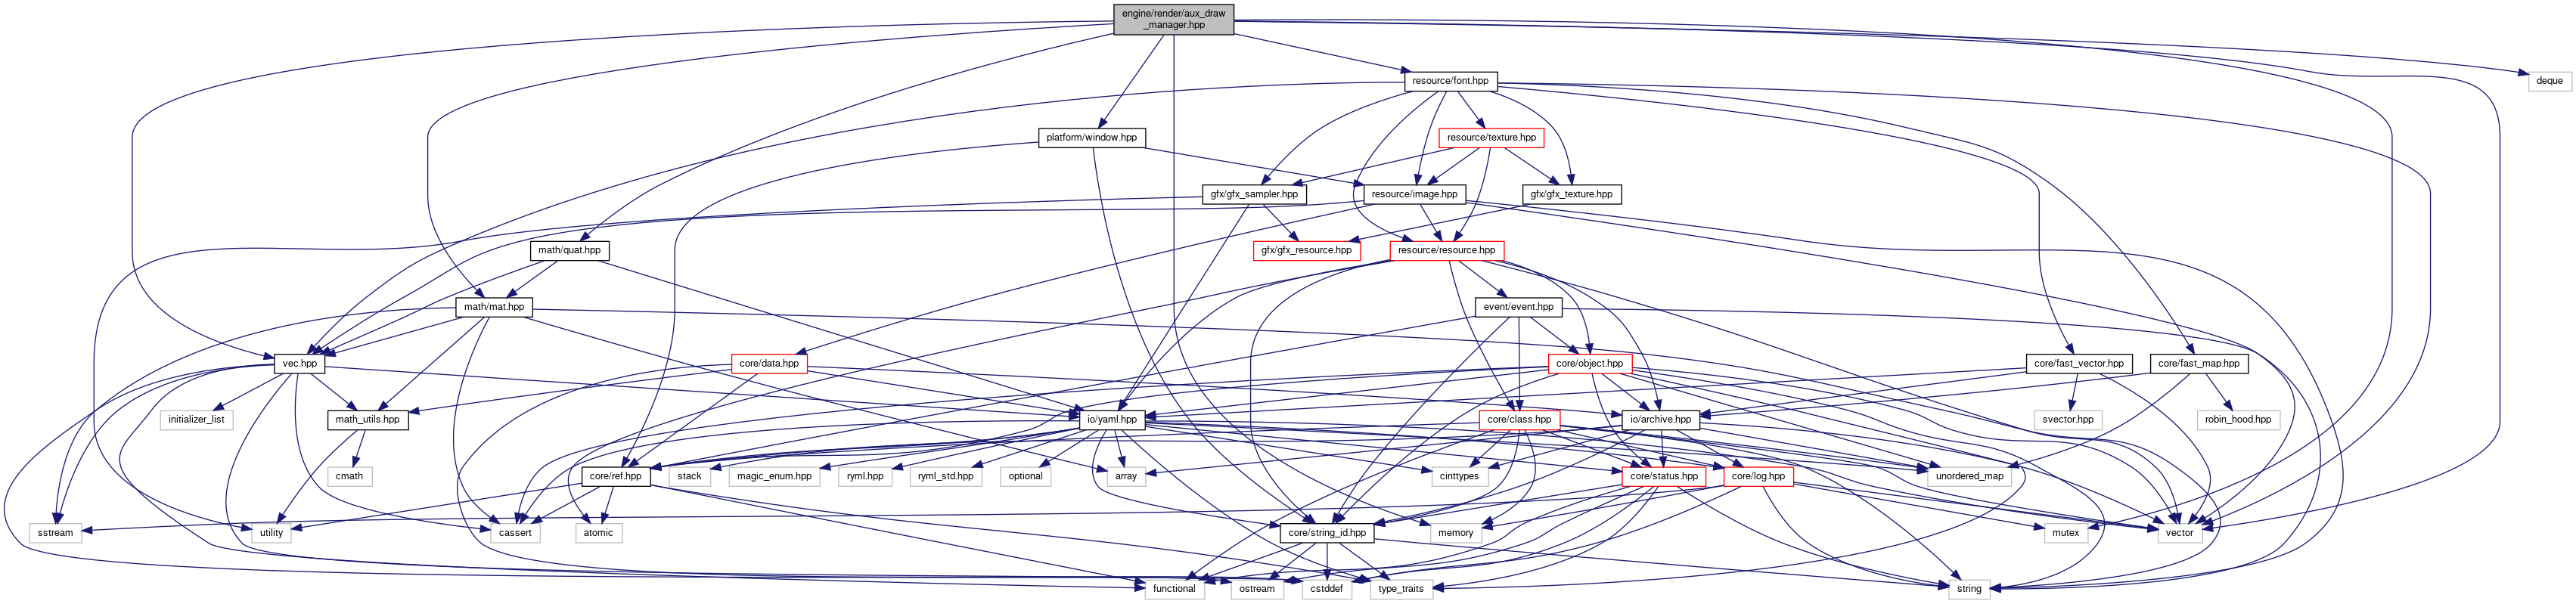 engine/render/aux_draw
_manager.hpp
resource/font.hpp
deque
platform/window.hpp
resource/texture.hpp
gfx/gfx_sampler.hpp
resource/image.hpp
gfx/gfx_texture.hpp
math/quat.hpp
gfx/gfx_resource.hpp
resource/resource.hpp
math/mat.hpp
event/event.hpp
vec.hpp
core/data.hpp
core/object.hpp
core/fast_vector.hpp
core/fast_map.hpp
initializer_list
math_utils.hpp
io/yaml.hpp
core/class.hpp
io/archive.hpp
svector.hpp
robin_hood.hpp
cmath
core/ref.hpp
stack
magic_enum.hpp
ryml.hpp
ryml_std.hpp
optional
array
cinttypes
core/status.hpp
core/log.hpp
unordered_map
sstream
utility
cassert
atomic
core/string_id.hpp
memory
mutex
vector
functional
ostream
cstddef
type_traits
string